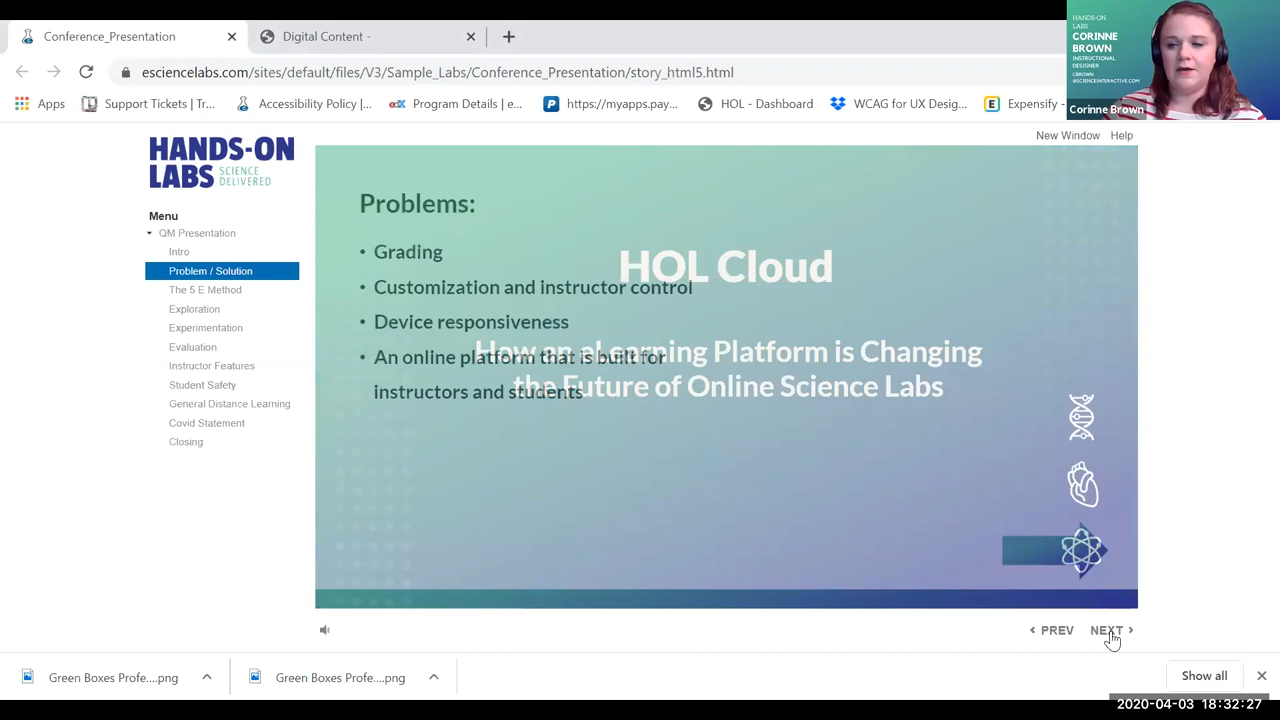 Conference_Presentation
Digital Content -
esciencelabs.com/sites/default/files/HOL_Sample_Labs/Conference_Presentation/story_html5.html
Apps
Support Tickets | Tr...
Accessibility Policy |...
Program Details | e...
https://myapps.pay...
HOL - Dashboard
WCAG for UX Desig...
Expensify -
HANDS-ON
LABS
CORINNE
BROWN
INSTRUCTIONAL
DESIGNER
CBROWN
@SCIENCEINTERACTIVE.COM
Corinne Brown
New Window
Help
HANDS-ON
LABS SCIENCE
DELIVERED
Menu
QM Presentation
Intro
Problem / Solution
The 5 E Method
Exploration
Experimentation
Evaluation
Instructor Features
Student Safety
General Distance Learning
Covid Statement
Closing
Problems:
• Grading
• Customization and instructor control
• Device responsiveness
• An online platform that is built for
instructors and students
HOL Cloud
How an eLearning Platform is Changing
the Future of Online Science Labs
PREV
NEXT
Green Boxes Profe....png
Green Boxes Profe....png
Show all
2020-04-03 18:32:27